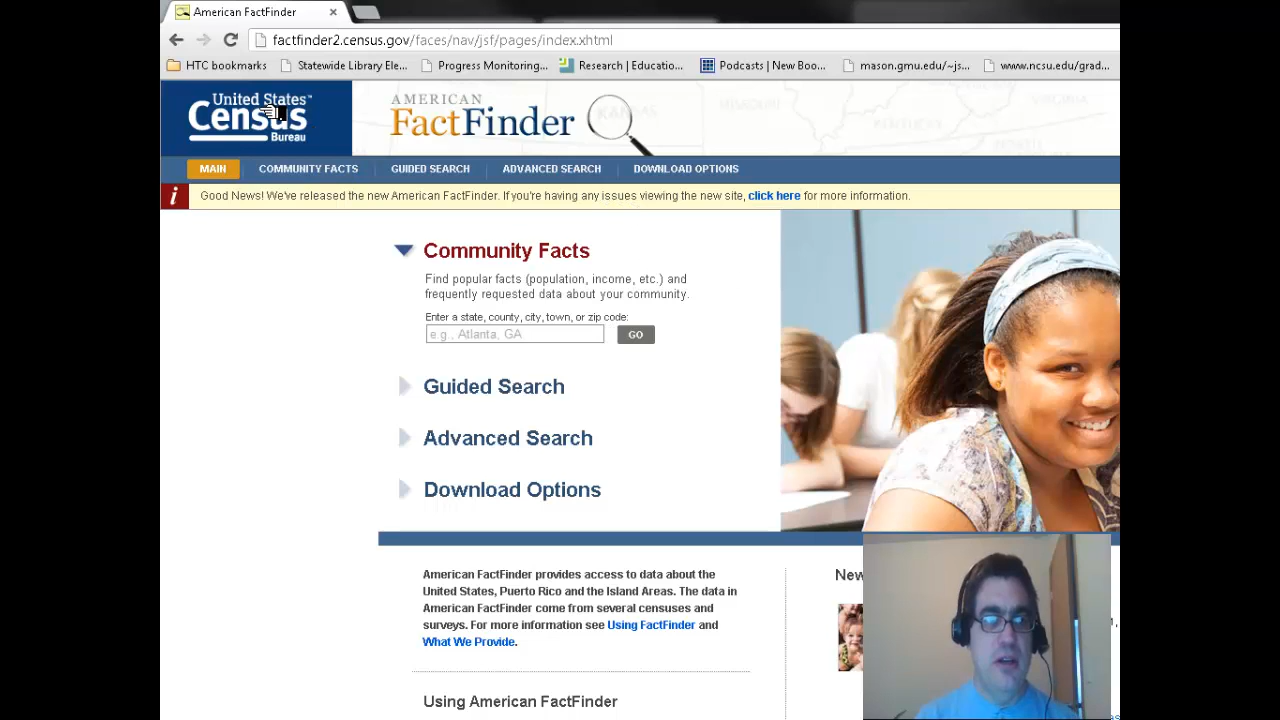 American FactFinder
factfinder2.census.gov/faces/nav/jsf/pages/index.xhtml
HTC bookmarks Statewide Library Ele... Progress Monitoring... Research | Educatio... Podcasts | New Boo... mason.gmu.edu/~js... www.ncsu.edu/grad...
United States™
Census
Bureau
AMERICAN
FactFinder
KANSAS
MISSOURI
KENTUCKY
VIRGINIA
MAIN COMMUNITY FACTS GUIDED SEARCH ADVANCED SEARCH DOWNLOAD OPTIONS
i Good News! We've released the new American FactFinder. If you're having any issues viewing the new site, click here for more information.
Community Facts
Find popular facts (population, income, etc.) and
frequently requested data about your community.
Enter a state, county, city, town, or zip code:
e.g., Atlanta, GA GO
Guided Search
Advanced Search
Download Options
American FactFinder provides access to data about the
United States, Puerto Rico and the Island Areas. The data in
American FactFinder come from several censuses and
surveys. For more information see Using FactFinder and
What We Provide.
Using American FactFinder
New